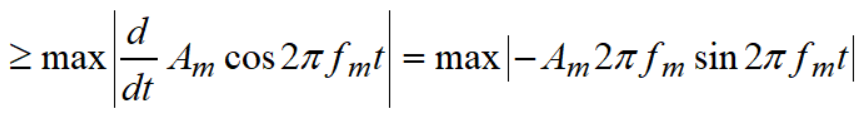 ≥ max |d/dt A_m cos 2π f_m t| = max |− A_m 2π f_m sin 2π f_m t|